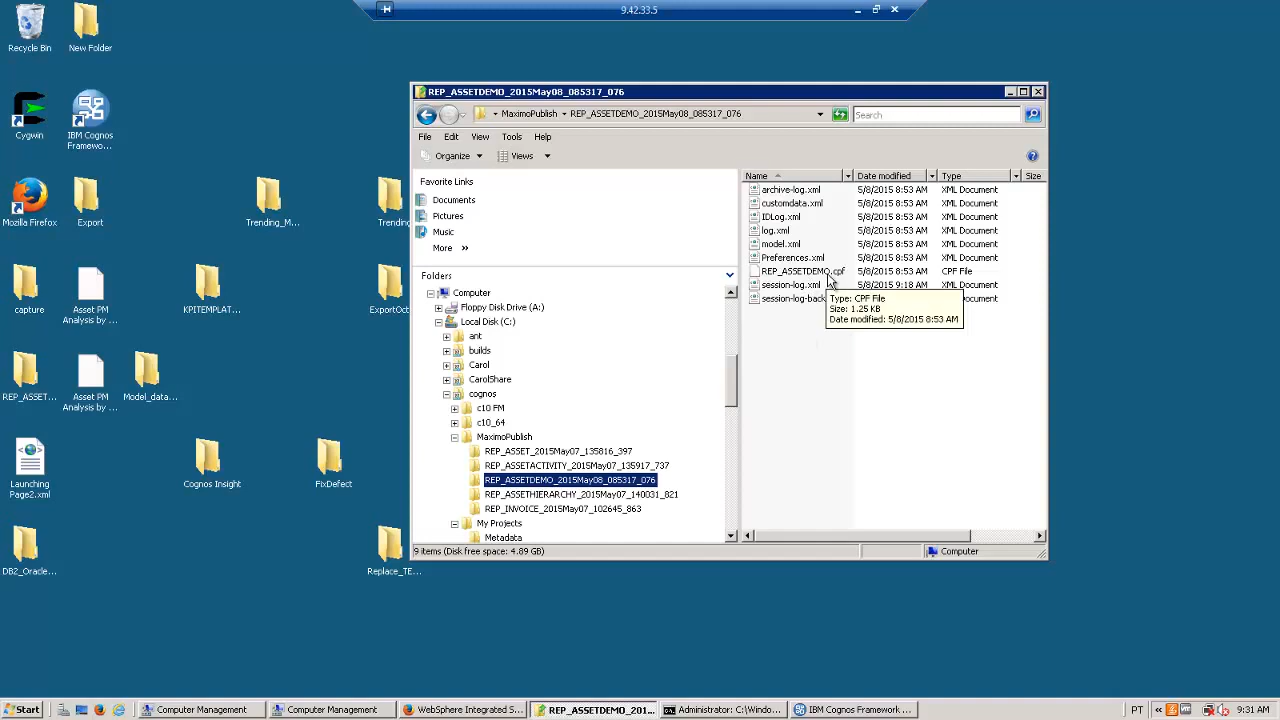 9.42.33.5
Recycle Bin
New Folder
Cygwin
IBM Cognos
Framewo...
Mozilla Firefox
Export
Trending_M...
Trending
capture
Asset PM
Analysis by ...
KPITEMPL...
ExportOct
REP_ASSET...
Asset PM
Analysis by ...
Model_data...
Launching
Page2.xml
Cognos Insight
FixDefect
DB2_Oracle...
Replace_TE...
REP_ASSETDEMO_2015May08_085317_076
MaximoPublish
REP_ASSETDEMO_2015May08_085317_076
Search
File Edit View Tools Help
Organize Views
Favorite Links
Documents
Pictures
Music
More »
Folders
Computer
Floppy Disk Drive (A:)
Local Disk (C:)
ant
builds
Carol
CarolShare
cognos
c10 FM
c10_64
MaximoPublish
REP_ASSET_2015May07_135816_397
REP_ASSETACTIVITY_2015May07_135917_737
REP_ASSETDEMO_2015May08_085317_076
REP_ASSETHIERARCHY_2015May07_140031_821
REP_INVOICE_2015May07_102645_863
My Projects
Metadata
Name Date modified Type Size
archive-log.xml 5/8/2015 8:53 AM XML Document
customdata.xml 5/8/2015 8:53 AM XML Document
IDLog.xml 5/8/2015 8:53 AM XML Document
log.xml 5/8/2015 8:53 AM XML Document
model.xml 5/8/2015 8:53 AM XML Document
Preferences.xml 5/8/2015 8:53 AM XML Document
REP_ASSETDEMO.cpf 5/8/2015 8:53 AM CPF File
session-log.xml 5/8/2015 9:18 AM XML Document
session-log-back
Type: CPF File
Size: 1.25 KB
Date modified: 5/8/2015 8:53 AM
9 items (Disk free space: 4.89 GB)
Computer
Start
Computer Management
Computer Management
WebSphere Integrated S...
REP_ASSETDEMO_201...
Administrator: C:\Windo...
IBM Cognos Framework ...
PT
«
9:31 AM